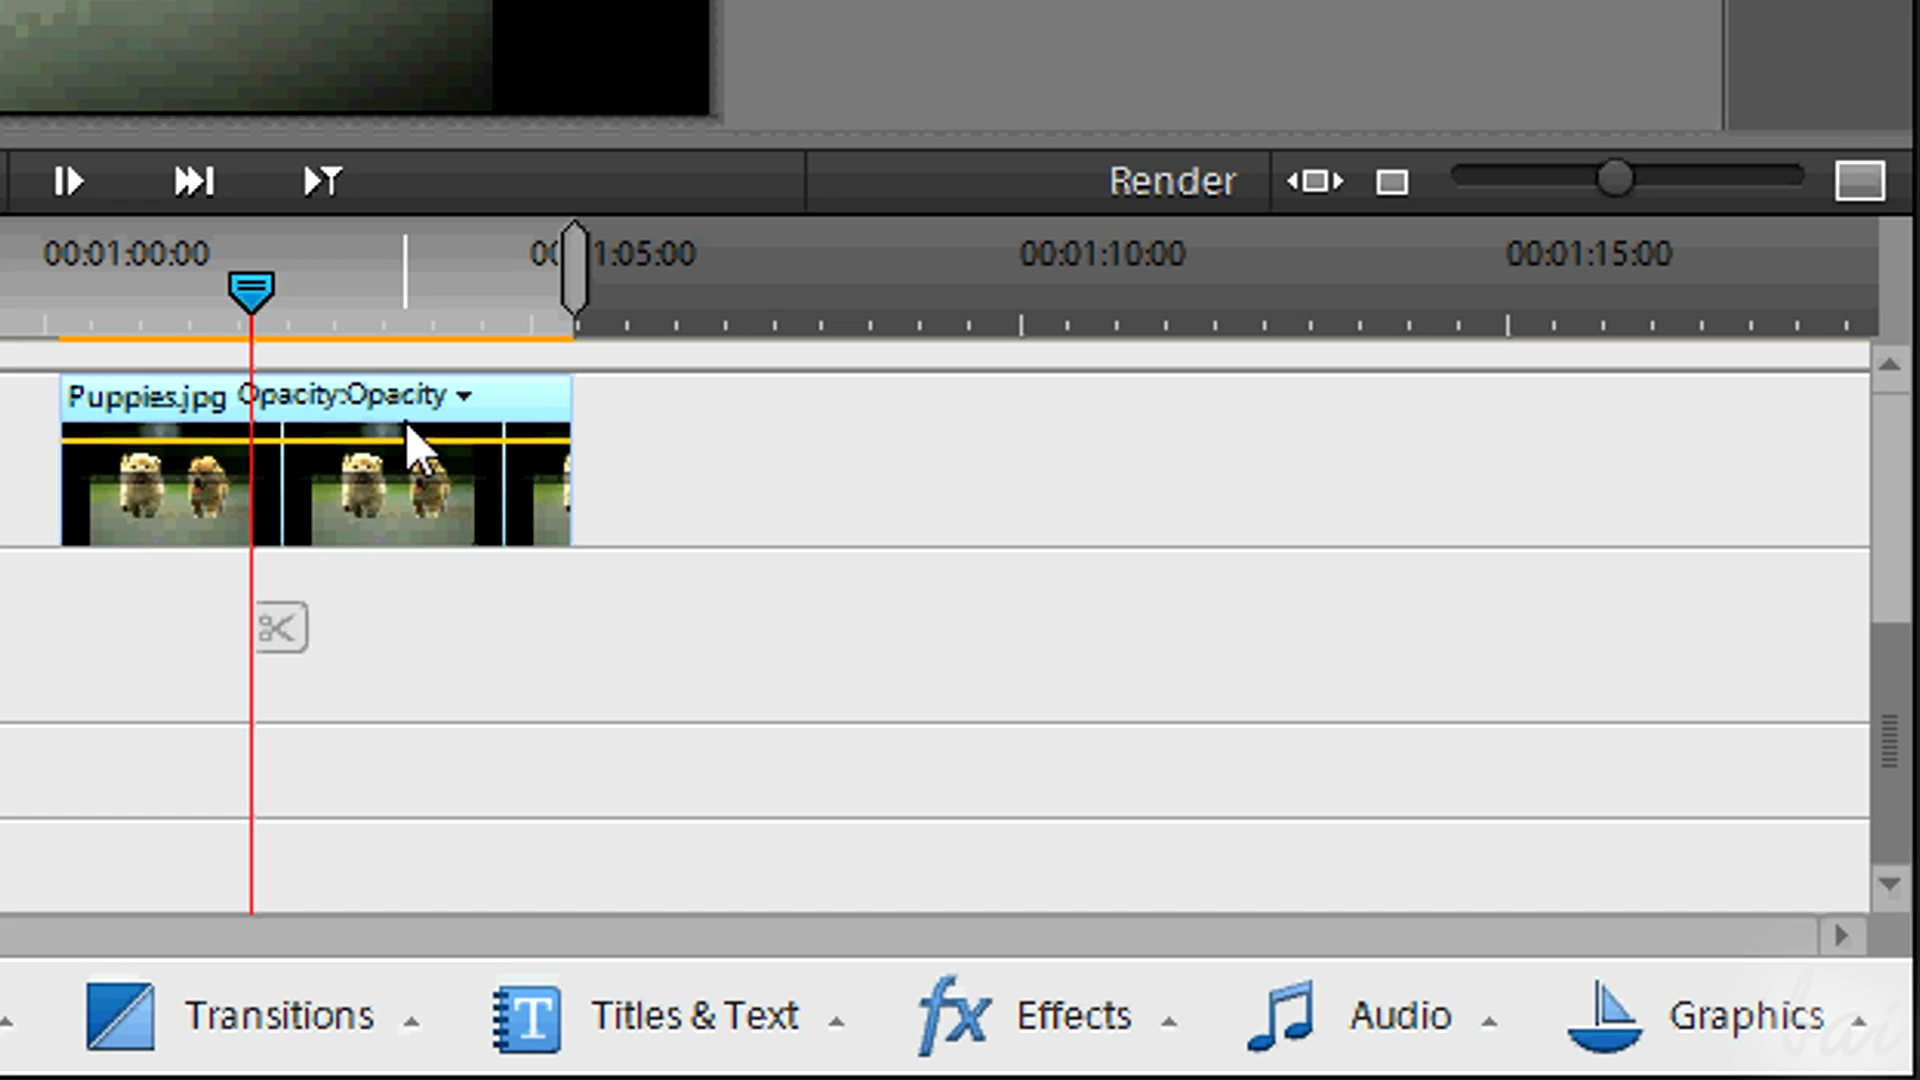 Render
00:01:00:00 00 1:05:00 00:01:10:00 00:01:15:00
Puppies.jpg Opacity:Opacity
Transitions Titles & Text Effects Audio Graphics